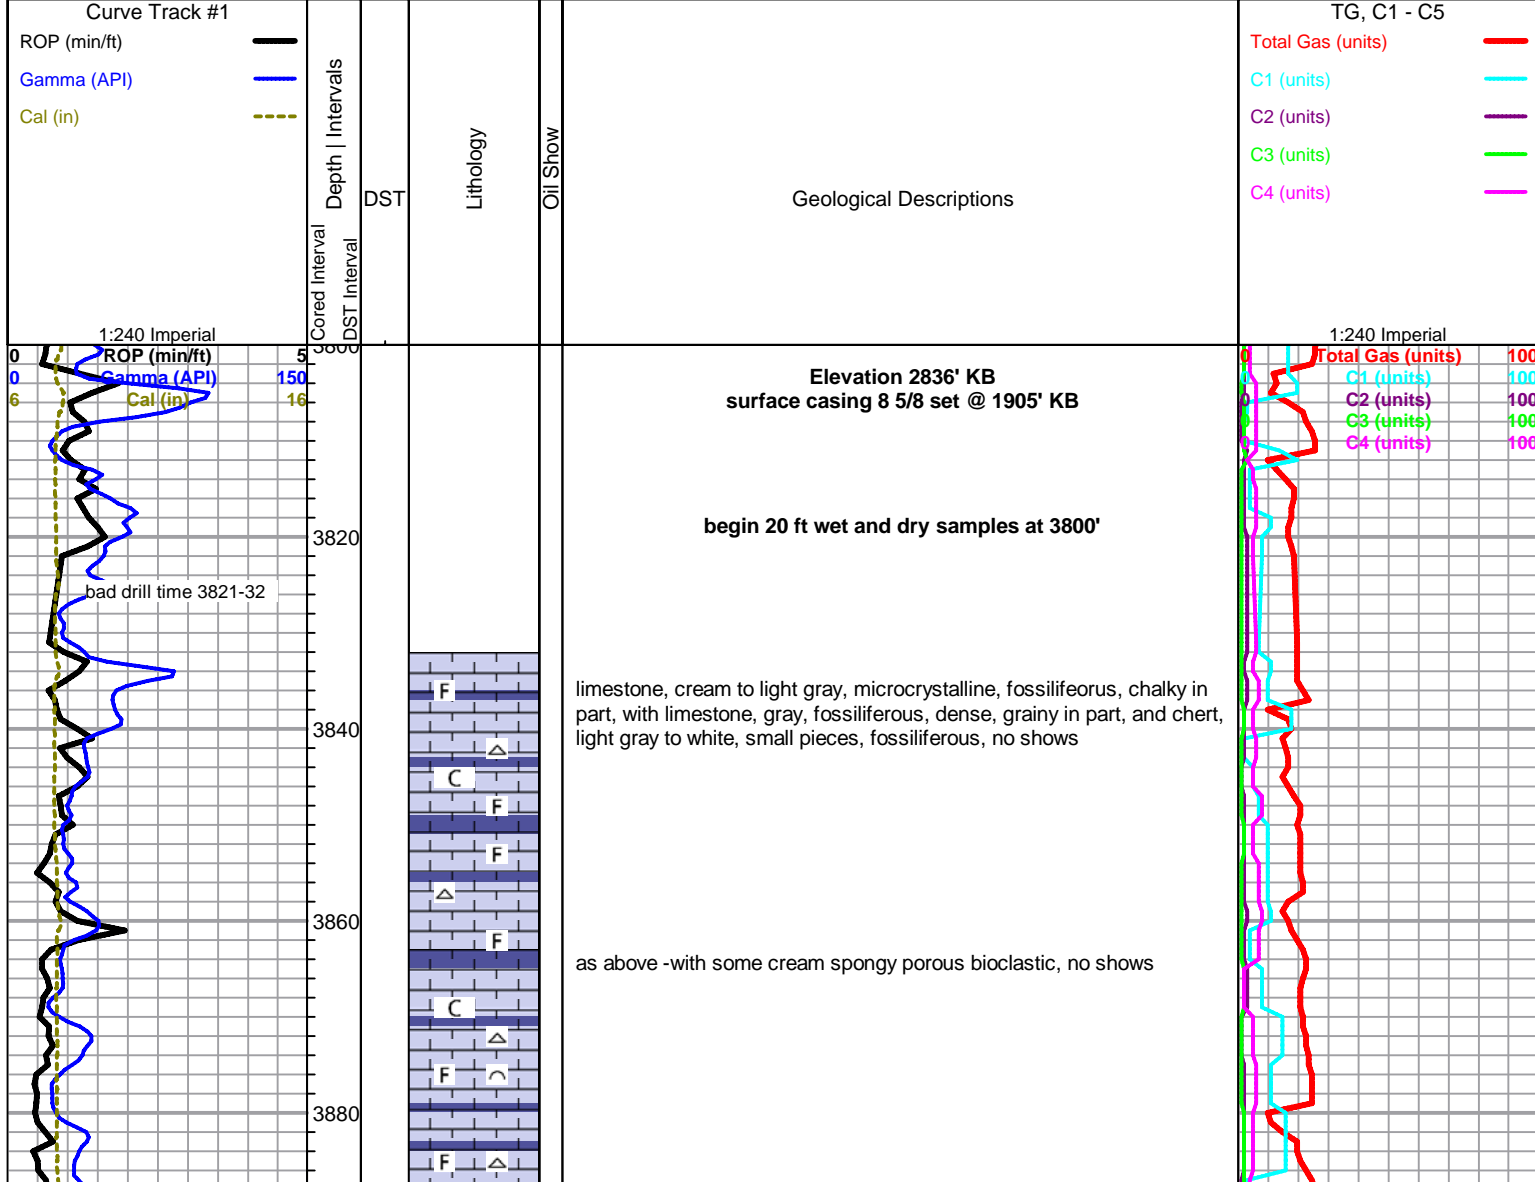 Curve Track #1
ROP (min/ft)
Gamma (API)
Cal (in)
1:240 Imperial
Cored Interval
Depth | Intervals
DST Interval
DST
Lithology
Oil Show
Geological Descriptions
TG, C1 - C5
Total Gas (units)
C1 (units)
C2 (units)
C3 (units)
C4 (units)
1:240 Imperial
0 ROP (min/ft) 5
0 Gamma (API) 150
6 Cal (in) 16
3800
0 Total Gas (units) 100
C1 (units) 100
0 C2 (units) 100
0 C3 (units) 100
0 C4 (units) 100
Elevation 2836' KB
surface casing 8 5/8 set @ 1905' KB
begin 20 ft wet and dry samples at 3800'
3820
bad drill time 3821-32
F
limestone, cream to light gray, microcrystalline, fossilifeorus, chalky in
part, with limestone, gray, fossiliferous, dense, grainy in part, and chert,
light gray to white, small pieces, fossiliferous, no shows
3840
C
F
F
3860
F
as above -with some cream spongy porous bioclastic, no shows
C
F
3880
F